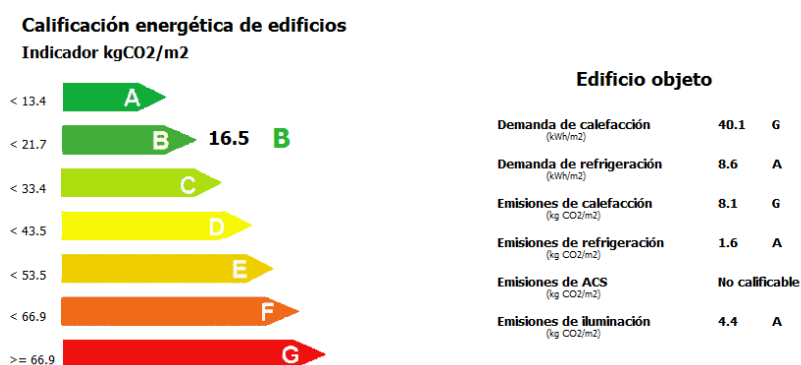 Calificación energética de edificios
Indicador kgCO2/m2
< 13.4 A
< 21.7 B 16.5 B
< 33.4 C
< 43.5 D
< 53.5 E
< 66.9 F
>= 66.9 G
Edificio objeto
Demanda de calefacción 40.1 G
(kWh/m2)
Demanda de refrigeración 8.6 A
(kWh/m2)
Emisiones de calefacción 8.1 G
(kg CO2/m2)
Emisiones de refrigeración 1.6 A
(kg CO2/m2)
Emisiones de ACS No calificable
(kg CO2/m2)
Emisiones de iluminación 4.4 A
(kg CO2/m2)